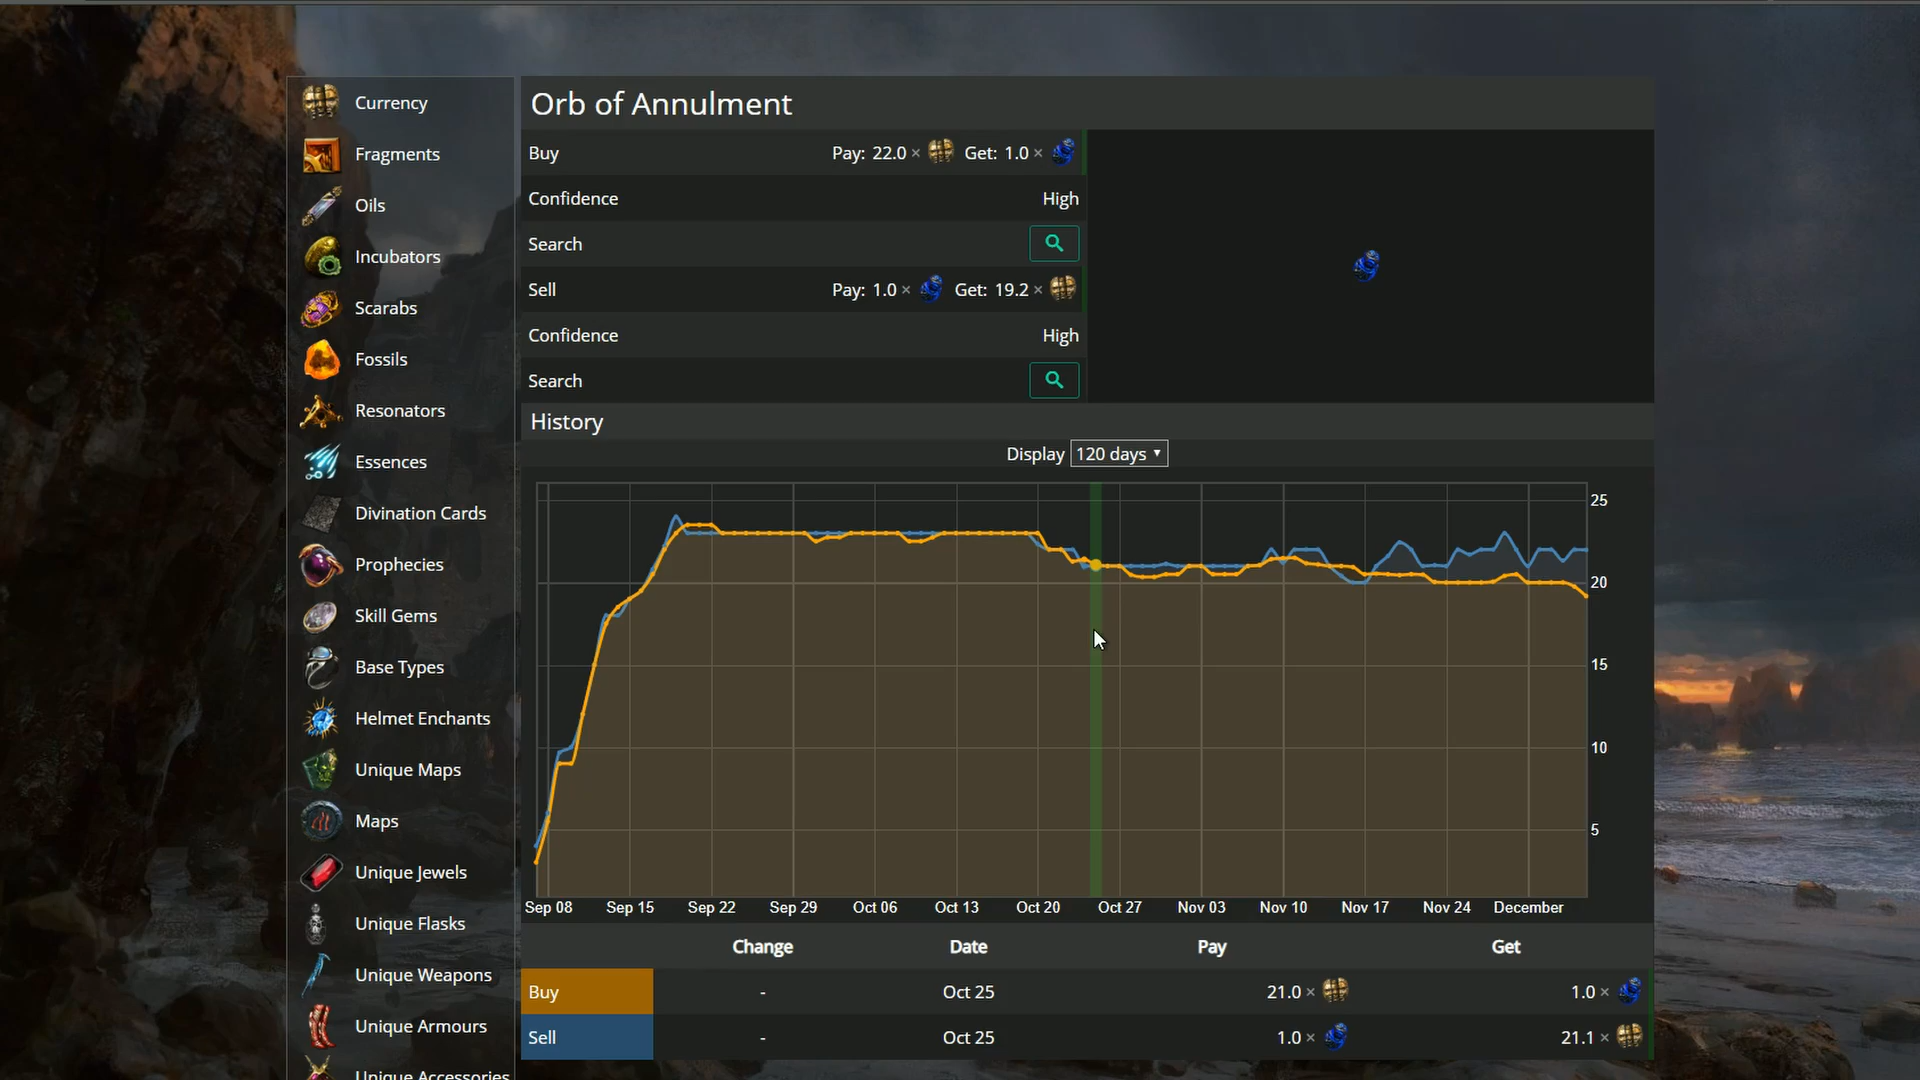 Currency
Fragments
Oils
Incubators
Scarabs
Fossils
Resonators
Essences
Divination Cards
Prophecies
Skill Gems
Base Types
Helmet Enchants
Unique Maps
Maps
Unique Jewels
Unique Flasks
Unique Weapons
Unique Armours
Unique Accessories
Orb of Annulment
Buy Pay: 22.0 × Get: 1.0 ×
Confidence High
Search
Sell Pay: 1.0 × Get: 19.2 ×
Confidence High
Search
History
Display 120 days
25
20
15
10
5
Sep 08 Sep 15 Sep 22 Sep 29 Oct 06 Oct 13 Oct 20 Oct 27 Nov 03 Nov 10 Nov 17 Nov 24 December
Change Date Pay Get
Buy - Oct 25 21.0 × 1.0 ×
Sell - Oct 25 1.0 × 21.1 ×